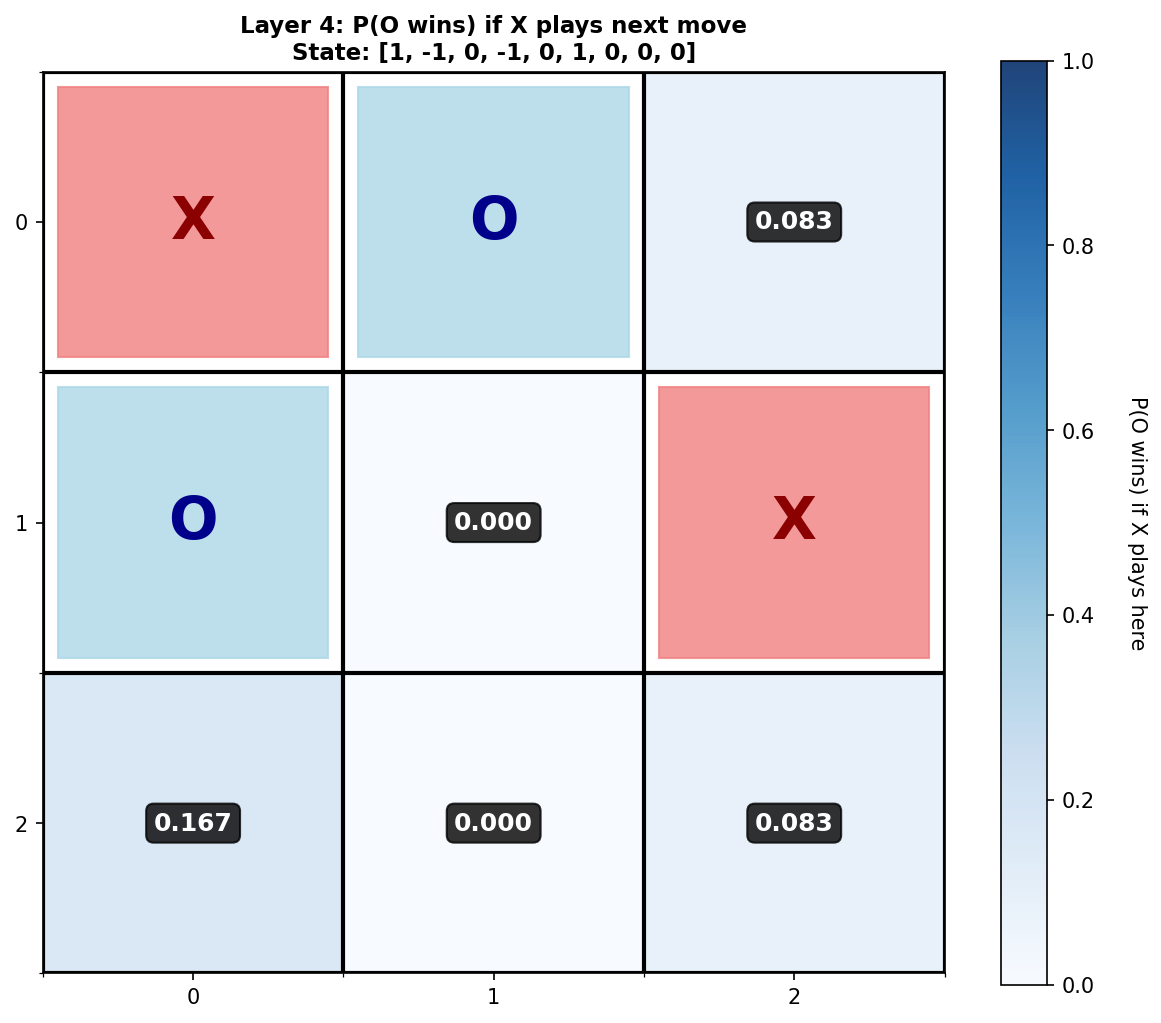 Layer 4: P(O wins) if X plays next move
State: [1, -1, 0, -1, 0, 1, 0, 0, 0]
X
O
0.083
O
0.000
X
0.167
0.000
0.083
0
1
2
0
1
2
1.0
0.8
0.6
0.4
0.2
0.0
P(O wins) if X plays here